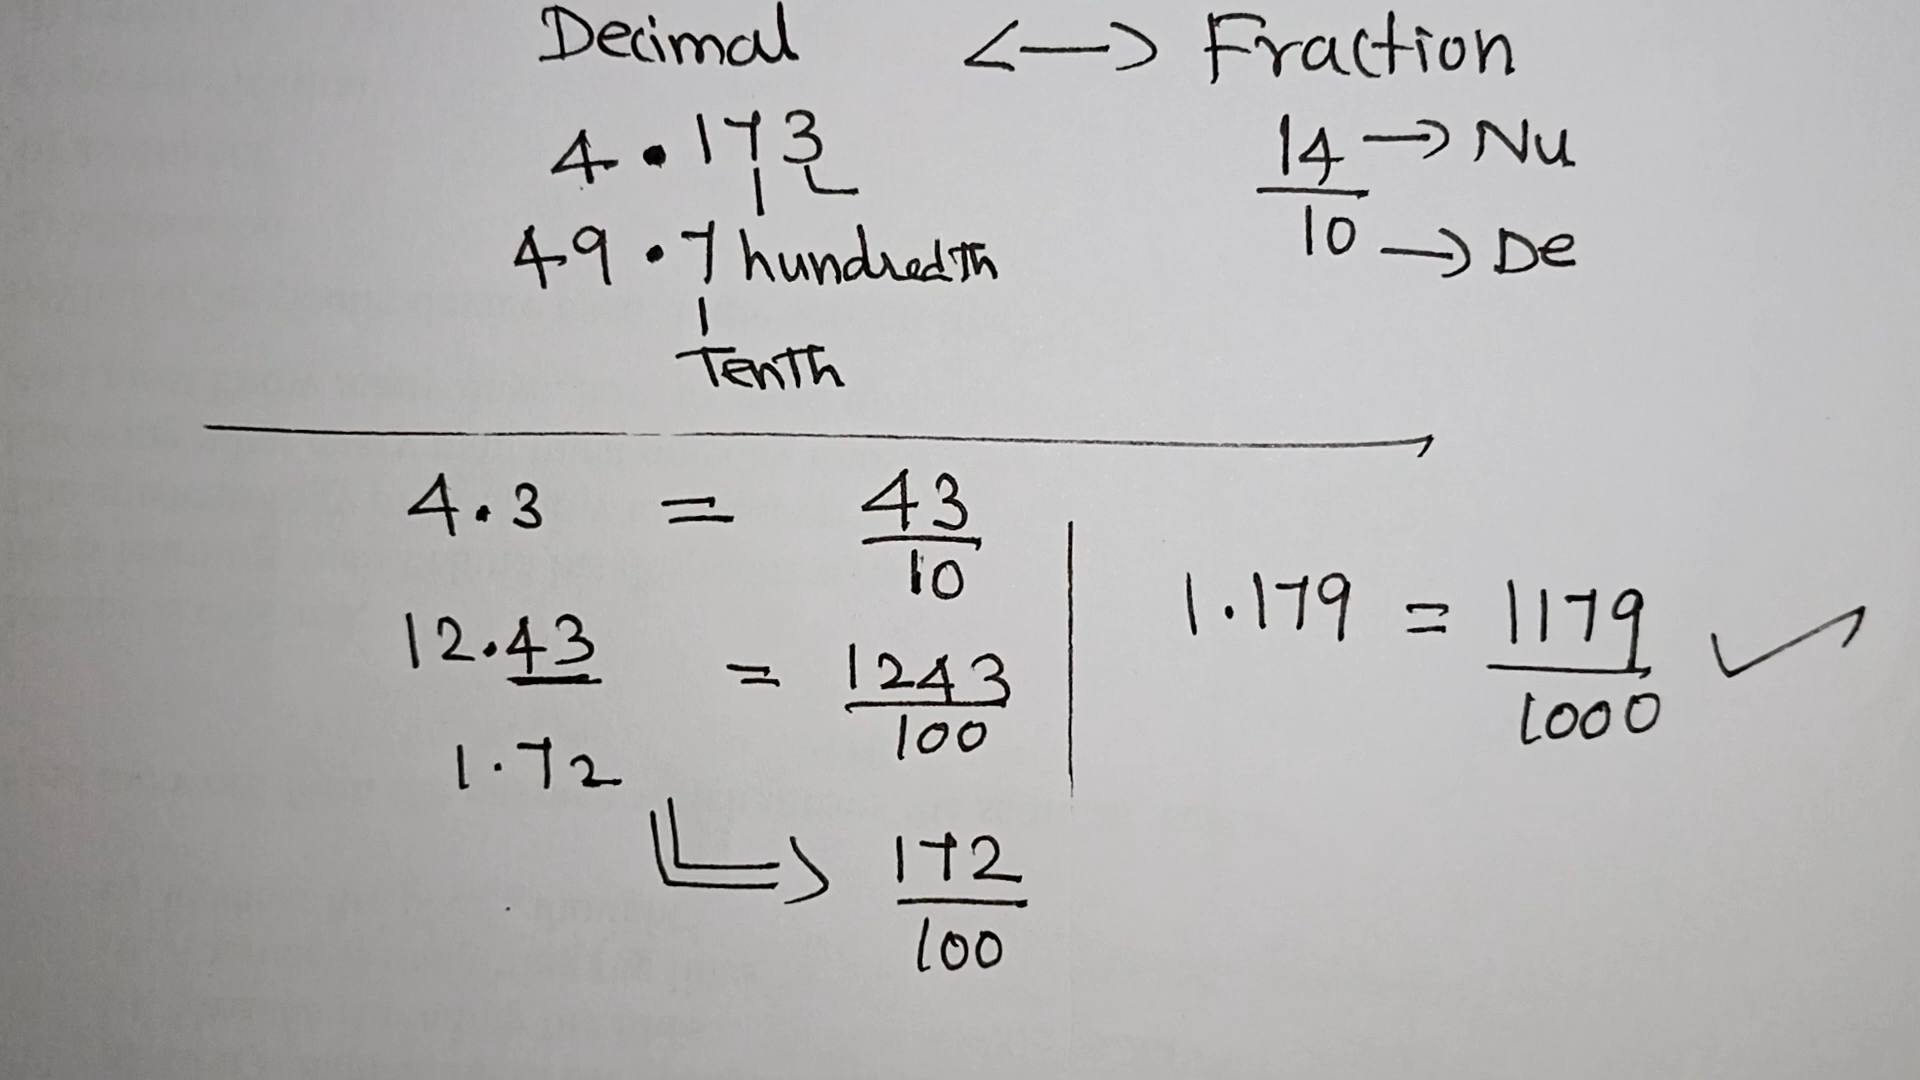 Decimal <—> Fraction
4.173
14 → Nu
10 → De
49.7 hundredth
Tenth
4.3 = 43/10
12.43 = 1243/100
1.72
172/100
1.179 = 1179/1000 ✓